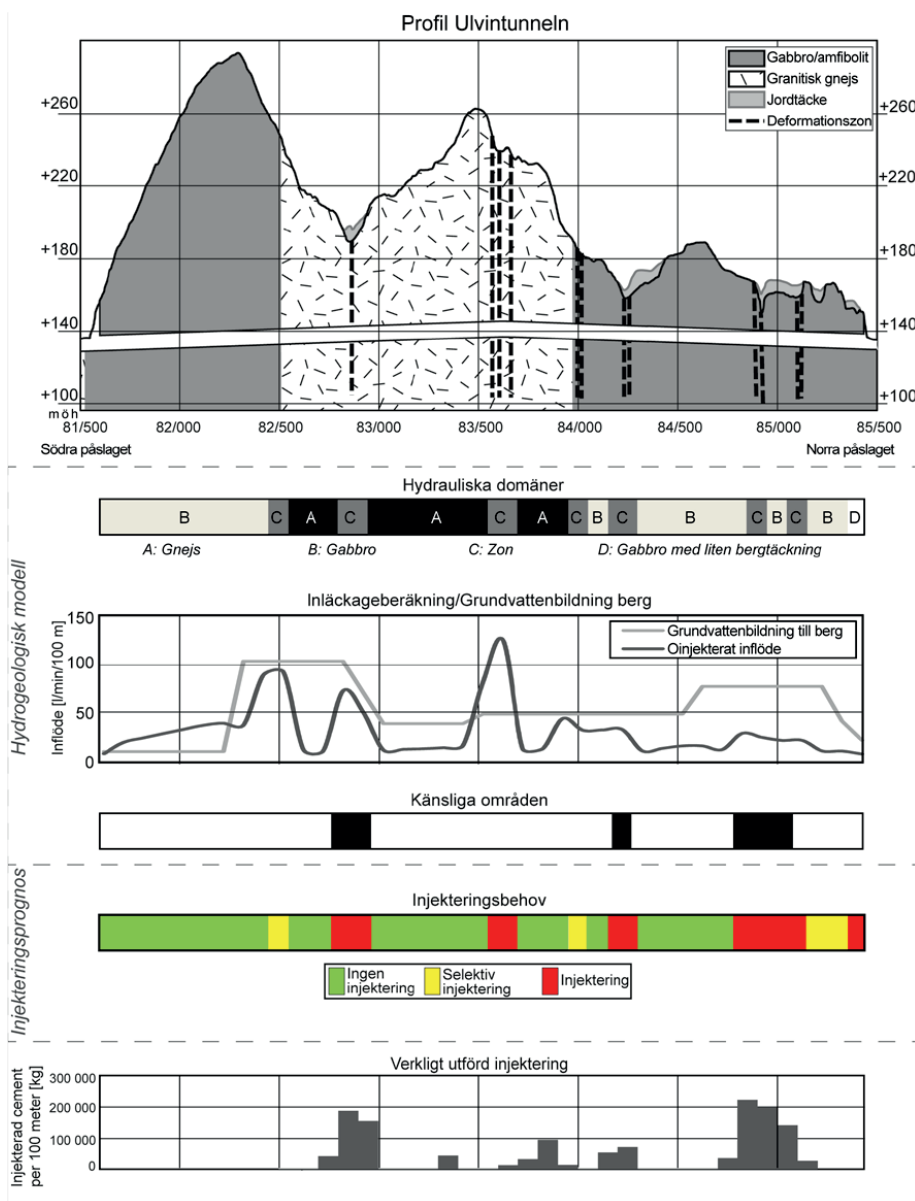 Profil Ulvintunneln
Gabbro/amfibolit
Granitisk gnejs
Jordtäcke
Deformationszon
+260
+260
+220
+220
+180
+180
+140
+140
+100
+100
m ö h
81/500
82/000
82/500
83/000
83/500
84/000
84/500
85/000
85/500
Södra påslaget
Norra påslaget
Hydrogeologisk modell
Hydrauliska domäner
B
C
A
C
A
C
A
C
B
C
B
C
B
C
B
D
A: Gnejs
B: Gabbro
C: Zon
D: Gabbro med liten bergtäckning
Inläckageberäkning/Grundvattenbildning berg
Inflöde [l/min/100 m]
150
100
50
0
Grundvattenbildning till berg
Oinjekterat inflöde
Känsliga områden
Injekteringsprognos
Injekteringsbehov
Ingen
injektering
Selektiv
injektering
Injektering
Verkligt utförd injektering
Injekterad cement
per 100 meter [kg]
300 000
200 000
100 000
0